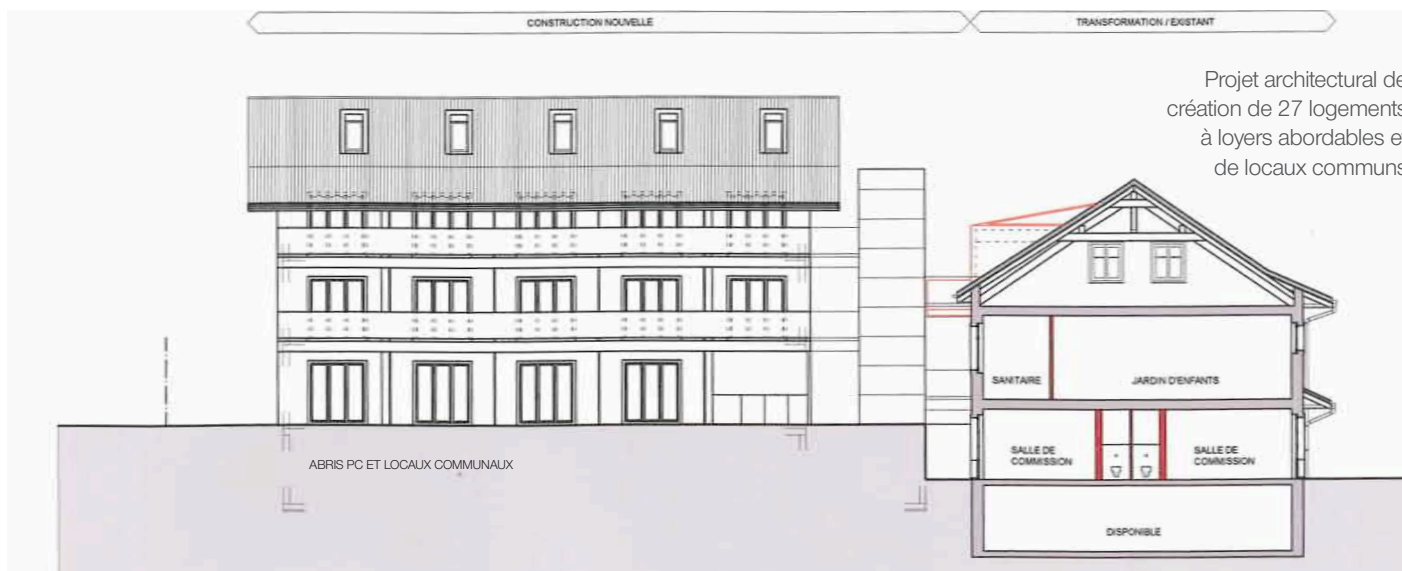 CONSTRUCTION NOUVELLE
TRANSFORMATION / EXISTANT
Projet architectural de
création de 27 logements
à loyers abordables et
de locaux communs
SANITAIRE
JARDIN D'ENFANTS
SALLE DE
COMMISSION
SALLE DE
COMMISSION
ABRIS PC ET LOCAUX COMMUNAUX
DISPONIBLE